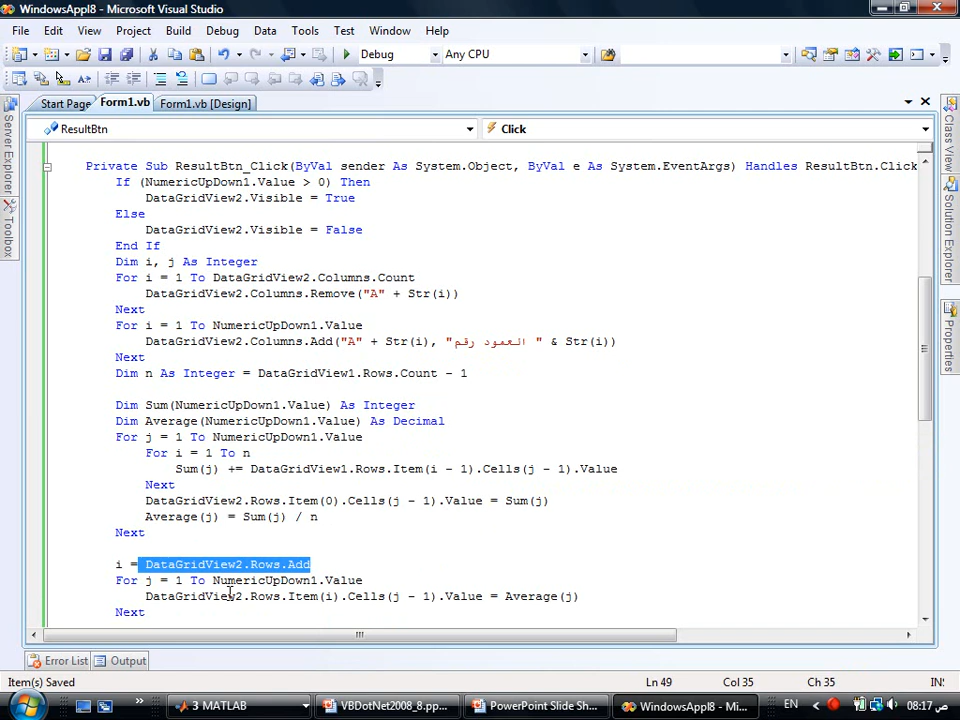 WindowsAppl8 - Microsoft Visual Studio
File Edit View Project Build Debug Data Tools Test Window Help
Debug Any CPU
Start Page Form1.vb Form1.vb [Design]
ResultBtn Click
Private Sub ResultBtn_Click(ByVal sender As System.Object, ByVal e As System.EventArgs) Handles ResultBtn.Click
If (NumericUpDown1.Value > 0) Then
DataGridView2.Visible = True
Else
DataGridView2.Visible = False
End If
Dim i, j As Integer
For i = 1 To DataGridView2.Columns.Count
DataGridView2.Columns.Remove("A" + Str(i))
Next
For i = 1 To NumericUpDown1.Value
DataGridView2.Columns.Add("A" + Str(i), "العمود رقم " & Str(i))
Next
Dim n As Integer = DataGridView1.Rows.Count - 1
Dim Sum(NumericUpDown1.Value) As Integer
Dim Average(NumericUpDown1.Value) As Decimal
For j = 1 To NumericUpDown1.Value
For i = 1 To n
Sum(j) += DataGridView1.Rows.Item(i - 1).Cells(j - 1).Value
Next
DataGridView2.Rows.Item(0).Cells(j - 1).Value = Sum(j)
Average(j) = Sum(j) / n
Next
i = DataGridView2.Rows.Add
For j = 1 To NumericUpDown1.Value
DataGridView2.Rows.Item(i).Cells(j - 1).Value = Average(j)
Next
Server Explorer
Toolbox
Class View
Solution Explorer
Properties
Error List Output
Item(s) Saved Ln 49 Col 35 Ch 35 INS
3 MATLAB VBDotNet2008_8.pp... PowerPoint Slide Sh... WindowsAppl8 - Mi... EN 08:17 ص